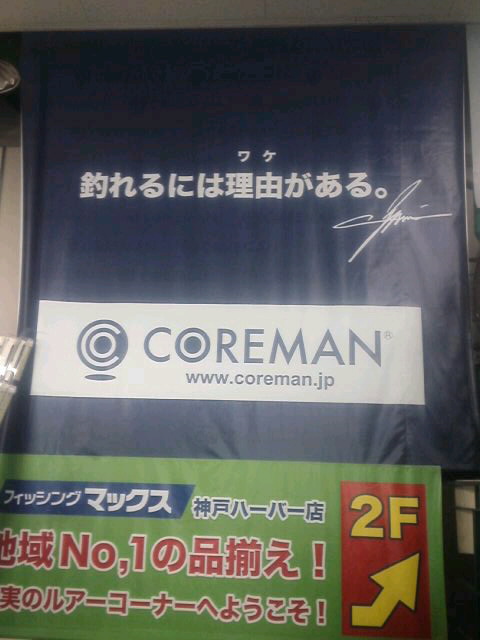 ワケ
釣れるには理由がある。
COREMAN®
www.coreman.jp
フィッシングマックス 神戸ハーバー店
2F
地域No,1の品揃え！
実のルアーコーナーへようこそ！